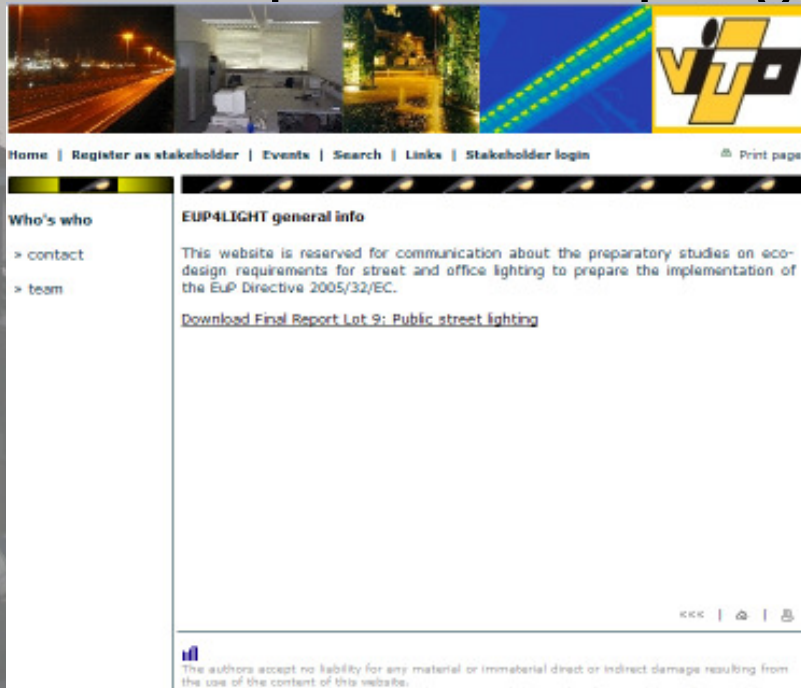 vito
Home | Register as stakeholder | Events | Search | Links | Stakeholder login
Print page
Who's who
» contact
» team
EUP4LIGHT general info
This website is reserved for communication about the preparatory studies on eco-
design requirements for street and office lighting to prepare the implementation of
the EuP Directive 2005/32/EC.
Download Final Report Lot 9: Public street lighting
<<< | |
The authors accept no liability for any material or immaterial direct or indirect damage resulting from
the use of the content of this website.